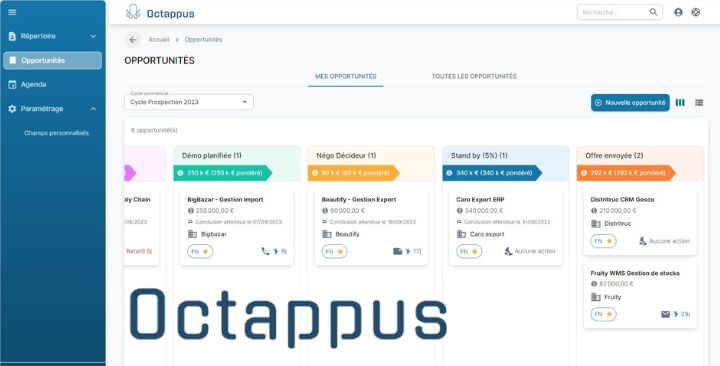 Octappus
Recherche...
Répertoire
Opportunités
Agenda
Paramétrage
Champs personnalisés
Accueil > Opportunités
OPPORTUNITÉS
MES OPPORTUNITÉS
TOUTES LES OPPORTUNITÉS
Cycle commercial
Cycle Prospection 2023
Nouvelle opportunité
6 opportunité(s)
ply Chain
/08/2023
Retard 0j
Démo planifiée (1)
250 k € (250 k € pondéré)
BigBazar - Gestion import
250 000,00 €
Conclusion attendue le 07/09/2023
Bigbazar
FN
9j
Négo Décideur (1)
90 k € (90 k € pondéré)
Beautify - Gestion Export
90 000,00 €
Conclusion attendue le 19/09/2023
Beautify
FN
17j
Stand by (5%) (1)
340 k € (340 k € pondéré)
Caro Export ERP
340 000,00 €
Conclusion attendue le 31/08/2023
Caro export
FN
Aucune action
Offre envoyée (2)
292 k € (292 k € pondéré)
Distritruc CRM Gesco
210 000,00 €
Distritruc
FN
Aucune action
Fruity WMS Gestion de stocks
82 000,00 €
Fruity
FN
29j
Octappus